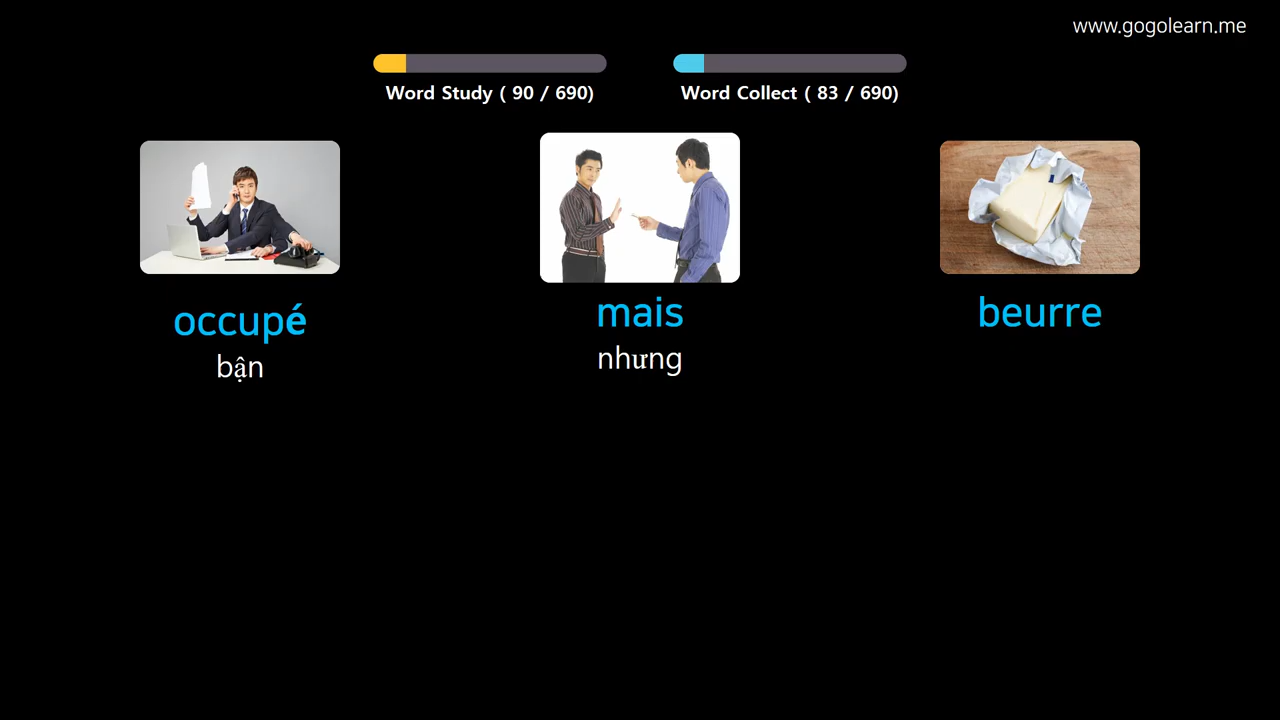 www.gogolearn.me
Word Study ( 90 / 690)
Word Collect ( 83 / 690)
occupé
bận
mais
nhưng
beurre